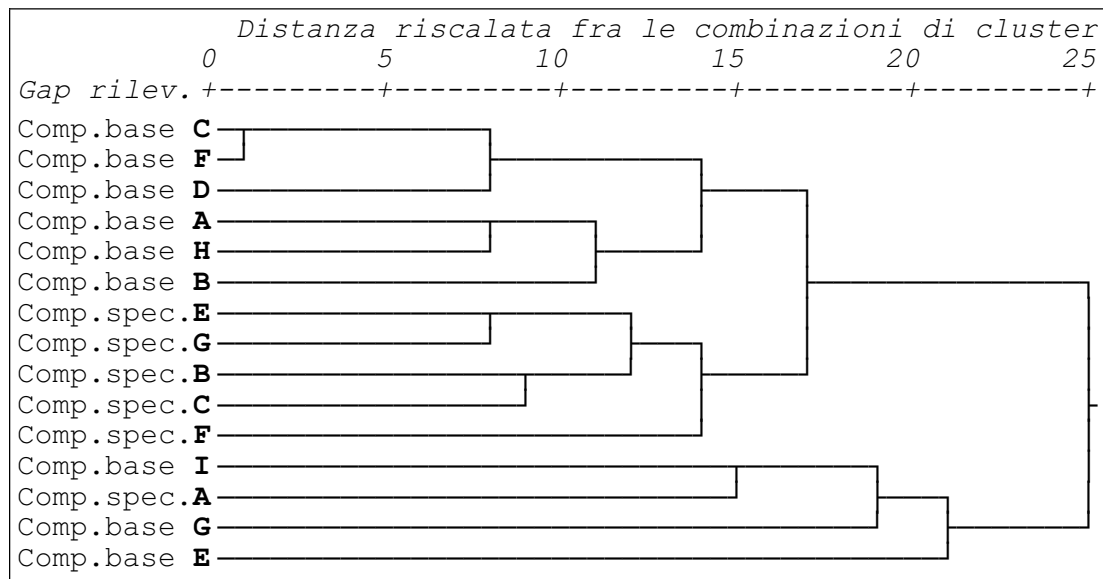 Distanza riscalata fra le combinazioni di cluster
0 5 10 15 20 25
Gap rilev. +---------+---------+---------+---------+---------+
Comp.base C
Comp.base F
Comp.base D
Comp.base A
Comp.base H
Comp.base B
Comp.spec.E
Comp.spec.G
Comp.spec.B
Comp.spec.C
Comp.spec.F
Comp.base I
Comp.spec.A
Comp.base G
Comp.base E